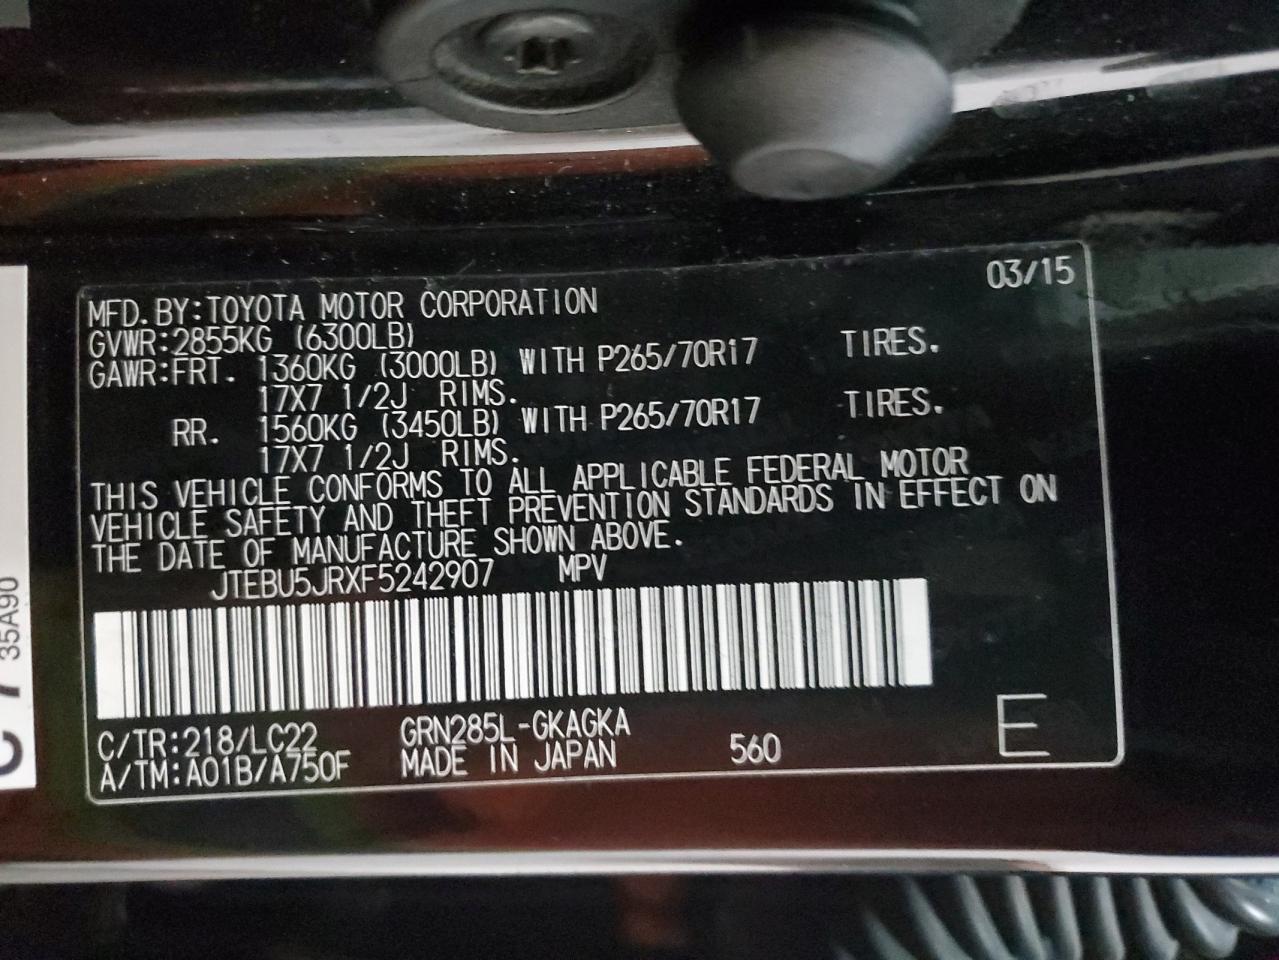 03/15
MFD.BY:TOYOTA MOTOR CORPORATION
GVWR:2855KG (6300LB)
GAWR:FRT. 1360KG (3000LB) WITH P265/70R17 TIRES.
17X7 1/2J RIMS.
RR. 1560KG (3450LB) WITH P265/70R17 TIRES.
17X7 1/2J RIMS.
THIS VEHICLE CONFORMS TO ALL APPLICABLE FEDERAL MOTOR
VEHICLE SAFETY AND THEFT PREVENTION STANDARDS IN EFFECT ON
THE DATE OF MANUFACTURE SHOWN ABOVE.
JTEBU5JRXF5242907 MPV
C/TR:218/LC22 GRN285L-GKAGKA
A/TM:A01B/A750F MADE IN JAPAN 560 E
35A90